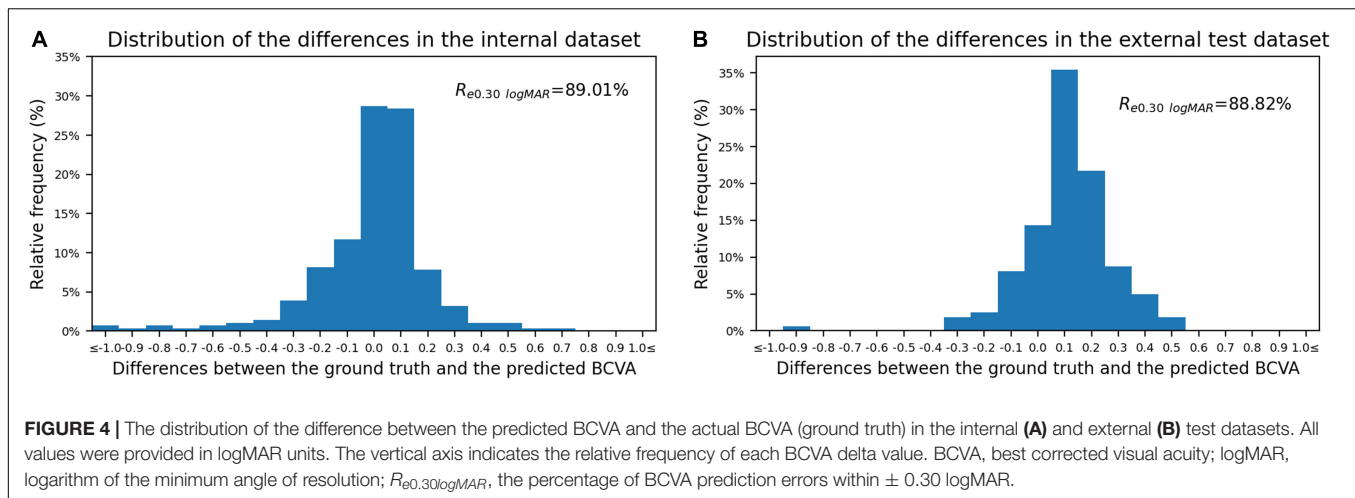 A Distribution of the differences in the internal dataset
35%
30%
25%
20%
15%
10%
5%
0%
Relative frequency (%)
R_{e0.30 logMAR}=89.01%
≤-1.0 -0.9 -0.8 -0.7 -0.6 -0.5 -0.4 -0.3 -0.2 -0.1 0.0 0.1 0.2 0.3 0.4 0.5 0.6 0.7 0.8 0.9 1.0≤
Differences between the ground truth and the predicted BCVA
B Distribution of the differences in the external test dataset
35%
30%
25%
20%
15%
10%
5%
0%
Relative frequency (%)
R_{e0.30 logMAR}=88.82%
≤-1.0 -0.9 -0.8 -0.7 -0.6 -0.5 -0.4 -0.3 -0.2 -0.1 0.0 0.1 0.2 0.3 0.4 0.5 0.6 0.7 0.8 0.9 1.0≤
Differences between the ground truth and the predicted BCVA
FIGURE 4 | The distribution of the difference between the predicted BCVA and the actual BCVA (ground truth) in the internal (A) and external (B) test datasets. All
values were provided in logMAR units. The vertical axis indicates the relative frequency of each BCVA delta value. BCVA, best corrected visual acuity; logMAR,
logarithm of the minimum angle of resolution; R_{e0.30logMAR}, the percentage of BCVA prediction errors within ± 0.30 logMAR.